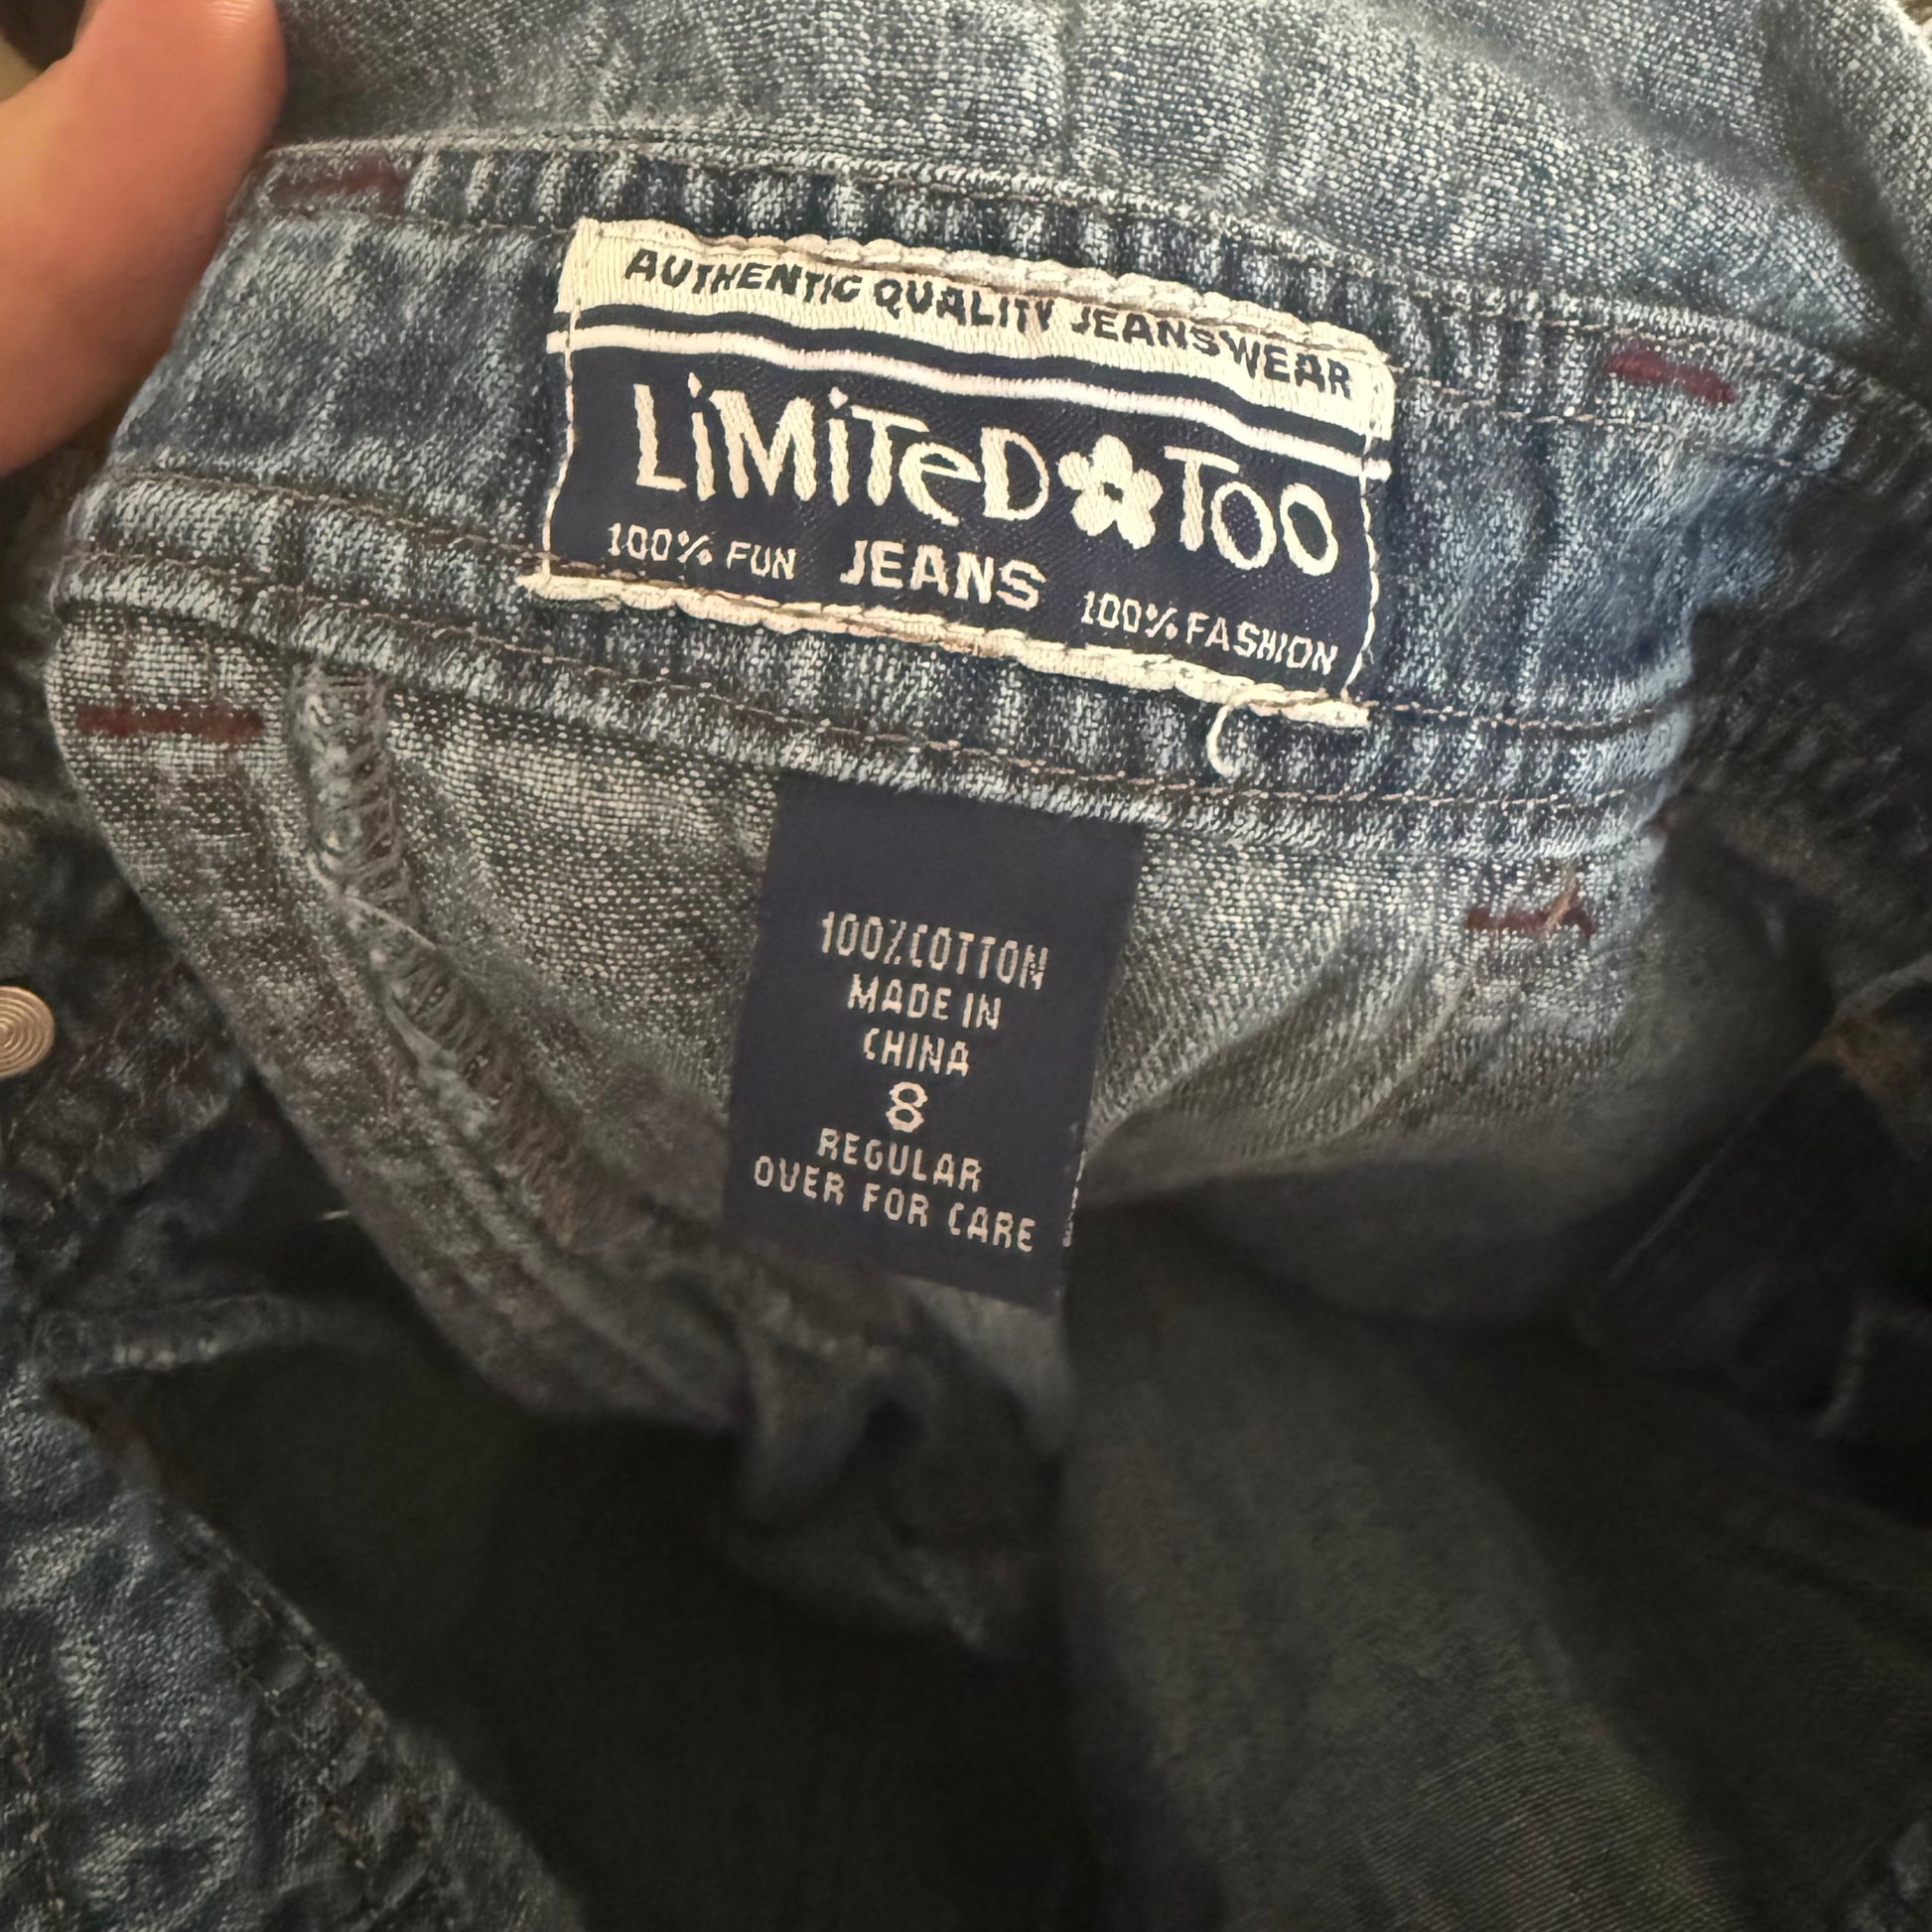 AUTHENTIC QUALITY JEANSWEAR
LiMiTeD TOO
100% FUN JEANS 100% FASHION
100%COTTON
MADE IN
CHINA
8
REGULAR
OVER FOR CARE